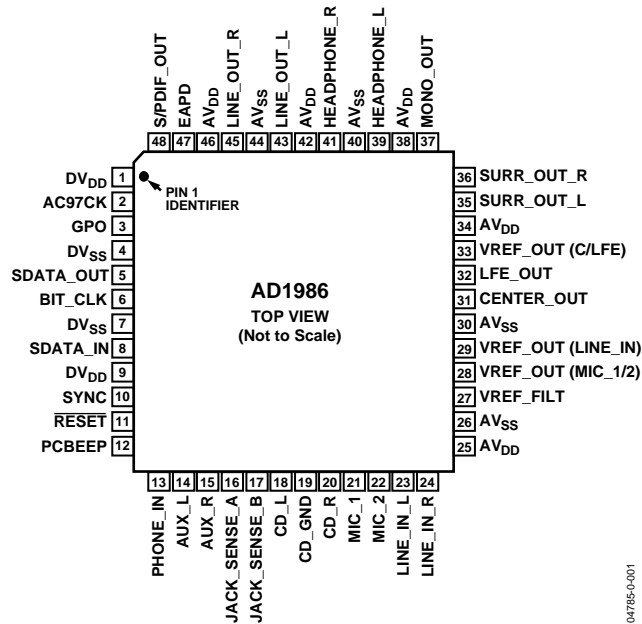 S/PDIF_OUT
EAPD
AVDD
LINE_OUT_R
AVSS
LINE_OUT_L
AVDD
HEADPHONE_R
AVSS
HEADPHONE_L
AVDD
MONO_OUT
48 47 46 45 44 43 42 41 40 39 38 37
DVDD 1
AC97CK 2
GPO 3
DVSS 4
SDATA_OUT 5
BIT_CLK 6
DVSS 7
SDATA_IN 8
DVDD 9
SYNC 10
RESET 11
PCBEEP 12
PIN 1
IDENTIFIER
AD1986
TOP VIEW
(Not to Scale)
36 SURR_OUT_R
35 SURR_OUT_L
34 AVDD
33 VREF_OUT (C/LFE)
32 LFE_OUT
31 CENTER_OUT
30 AVSS
29 VREF_OUT (LINE_IN)
28 VREF_OUT (MIC_1/2)
27 VREF_FILT
26 AVSS
25 AVDD
13 14 15 16 17 18 19 20 21 22 23 24
PHONE_IN
AUX_L
AUX_R
JACK_SENSE_A
JACK_SENSE_B
CD_L
CD_GND
CD_R
MIC_1
MIC_2
LINE_IN_L
LINE_IN_R
04785-0-001